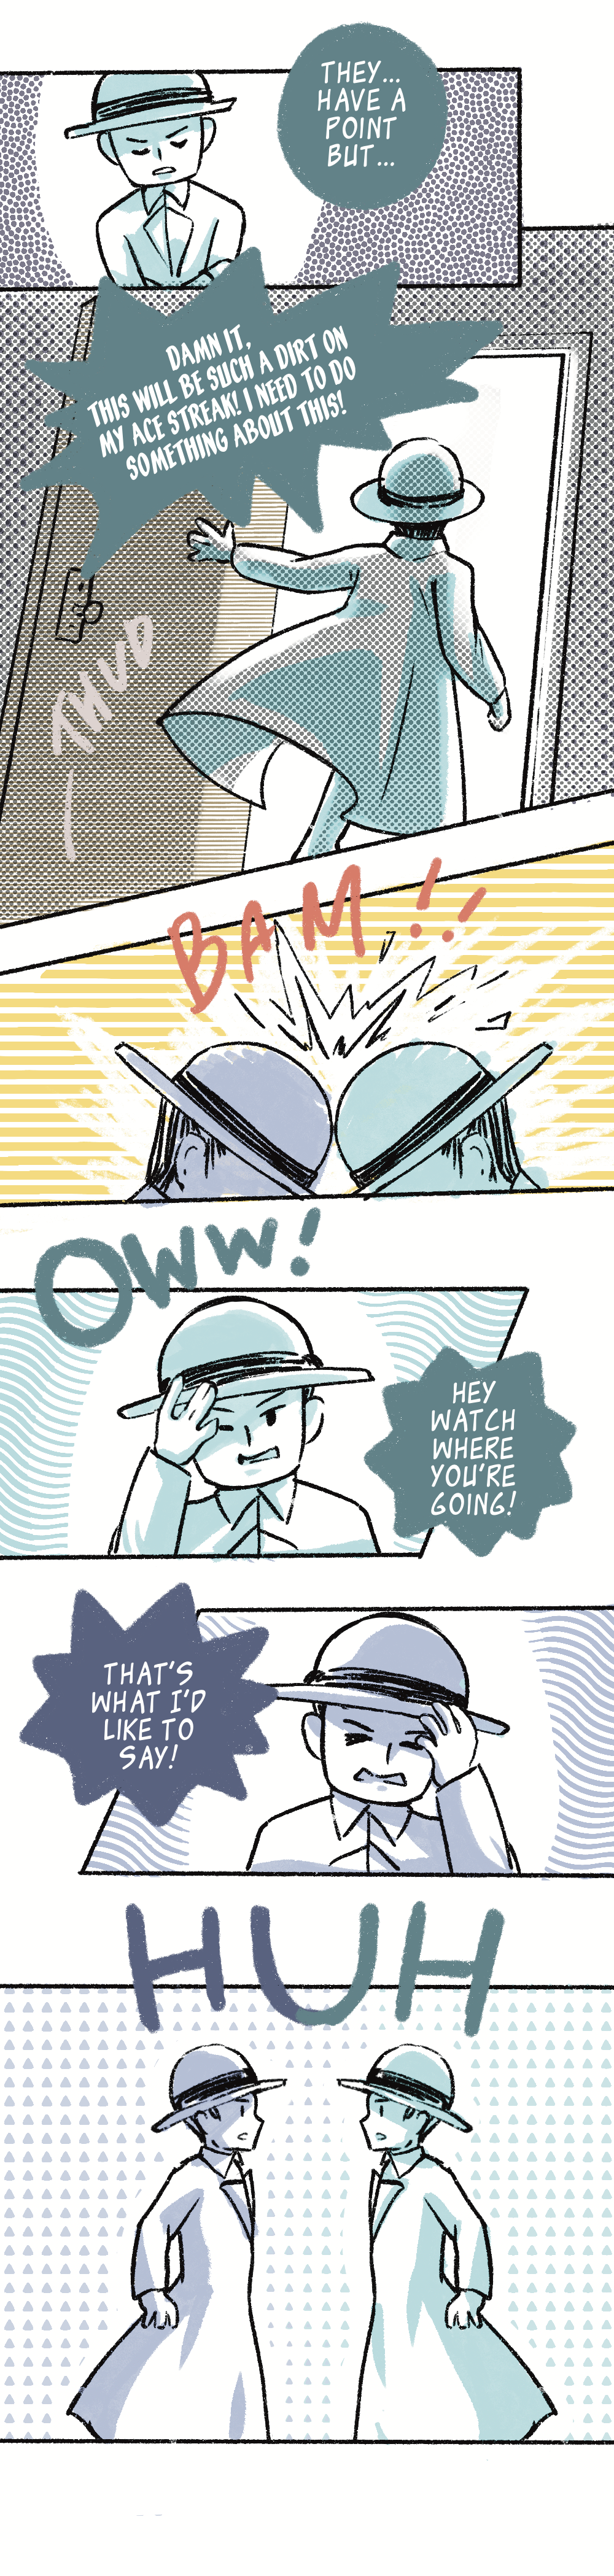 THEY...
HAVE A
POINT
BUT...
DAMN IT,
THIS WILL BE SUCH A DIRT ON
MY ACE STREAK! I NEED TO DO
SOMETHING ABOUT THIS!
THUD
BAM!!
OWW!
HEY
WATCH
WHERE
YOU'RE
GOING!
THAT'S
WHAT I'D
LIKE TO
SAY!
HUH